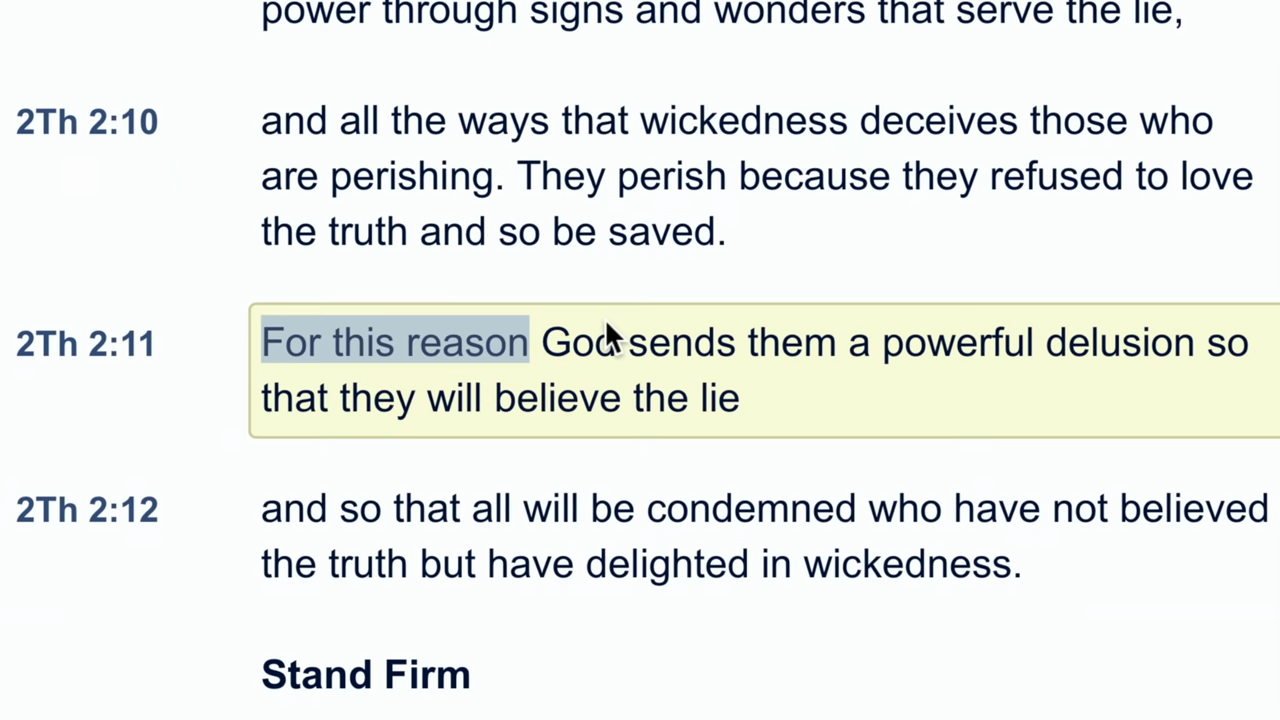 power through signs and wonders that serve the lie,
2Th 2:10 and all the ways that wickedness deceives those who
are perishing. They perish because they refused to love
the truth and so be saved.
2Th 2:11 For this reason God sends them a powerful delusion so
that they will believe the lie
2Th 2:12 and so that all will be condemned who have not believed
the truth but have delighted in wickedness.
Stand Firm